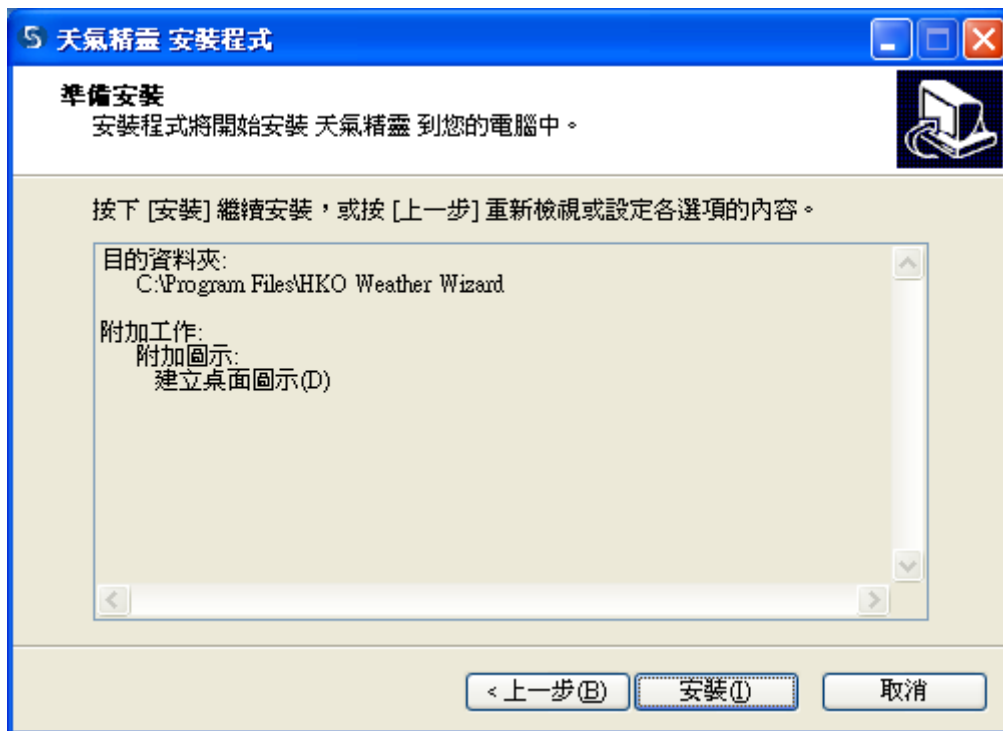 天氣精靈 安裝程式
準備安裝
安裝程式將開始安裝 天氣精靈 到您的電腦中。
按下 [安裝] 繼續安裝，或按 [上一步] 重新檢視或設定各選項的內容。
目的資料夾:
C:\Program Files\HKO Weather Wizard
附加工作:
附加圖示:
建立桌面圖示(D)
< 上一步(B)
安裝(I)
取消